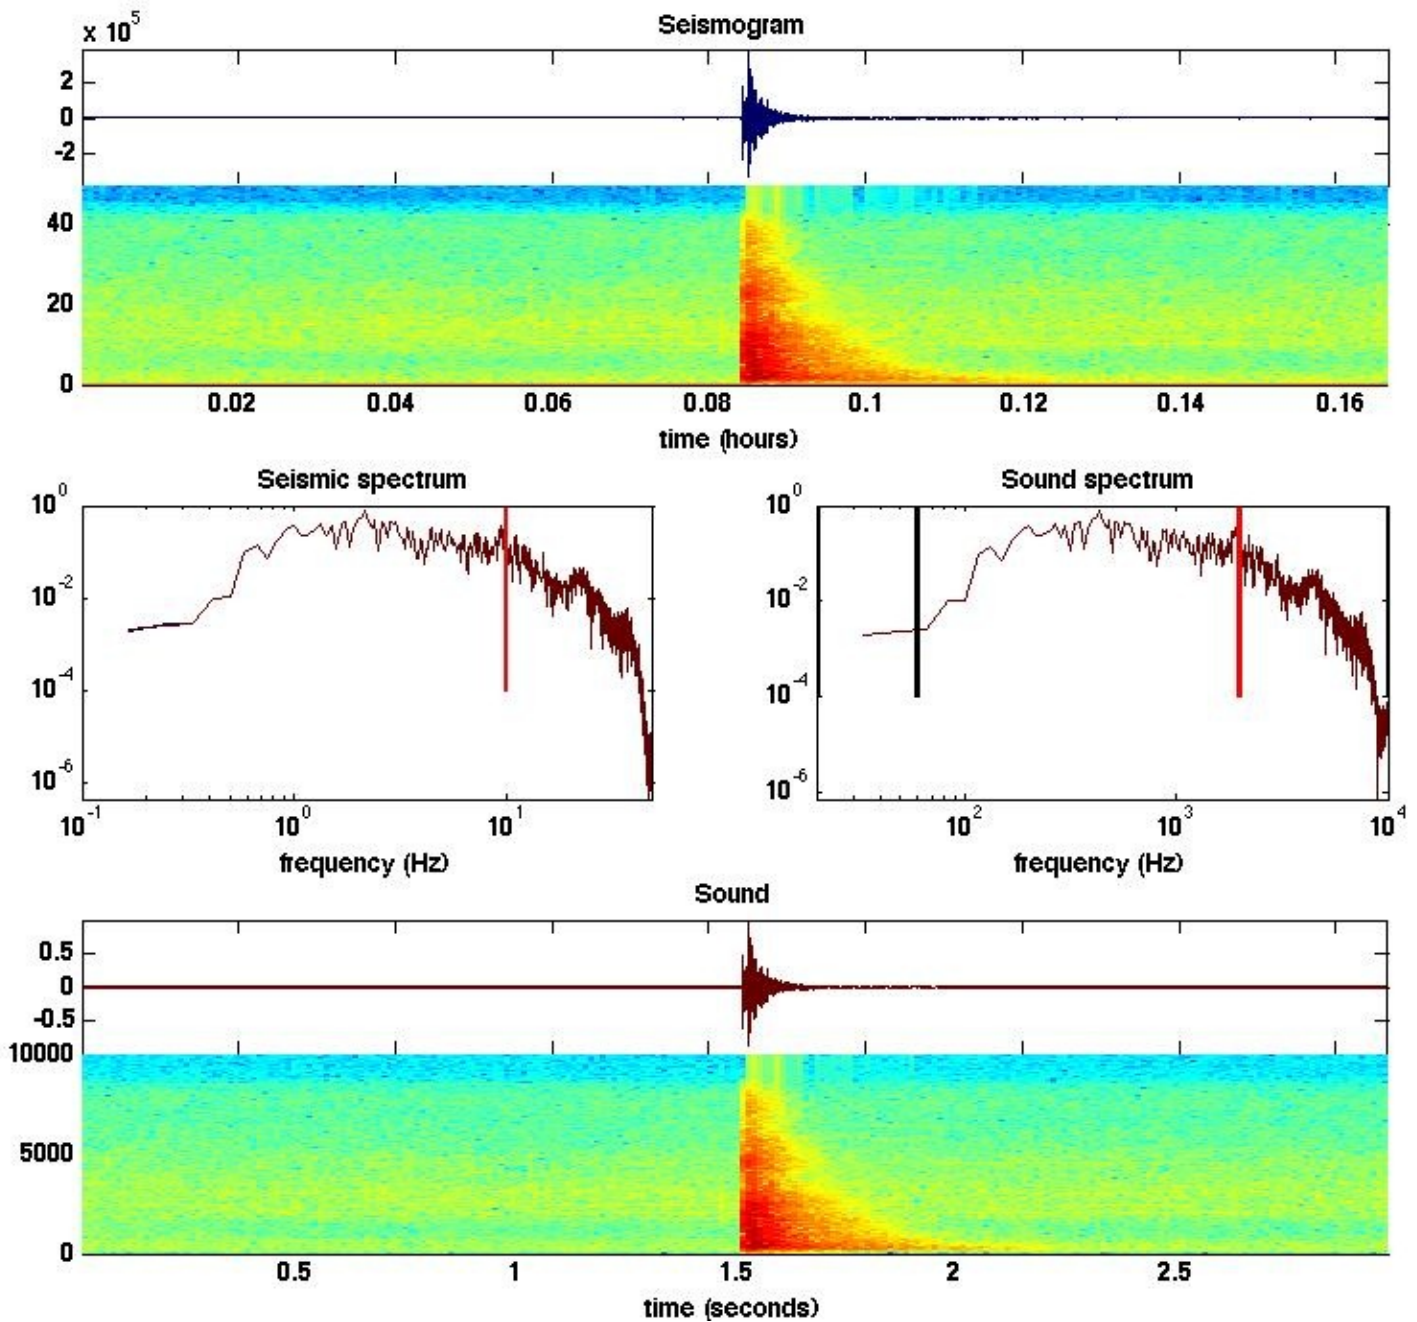 Seismogram
x 10^5
2
0
-2
40
20
0
0.02 0.04 0.06 0.08 0.1 0.12 0.14 0.16
time (hours)
Seismic spectrum
10^0
10^-2
10^-4
10^-6
10^-1 10^0 10^1
frequency (Hz)
Sound spectrum
10^0
10^-2
10^-4
10^-6
10^2 10^3 10^4
frequency (Hz)
Sound
0.5
0
-0.5
10000
5000
0
0.5 1 1.5 2 2.5
time (seconds)